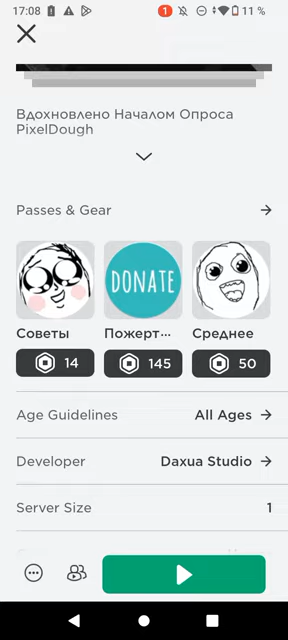 17:08
1
11 %
Вдохновлено Началом Опроса
PixelDough
Passes & Gear
DONATE
Советы
Пожерт...
Среднее
14
145
50
Age Guidelines
All Ages
Developer
Daxua Studio
Server Size
1